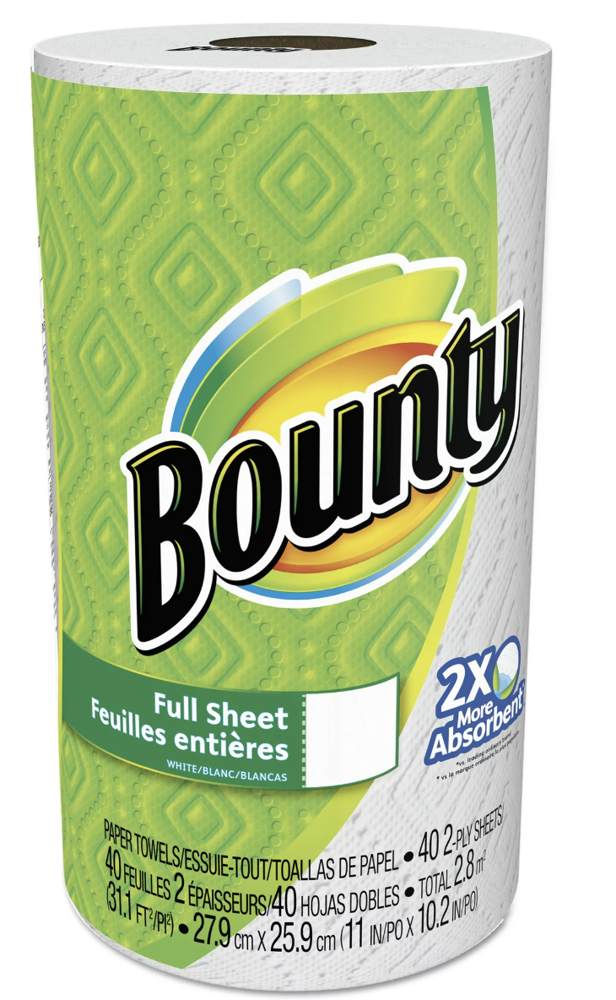 Bounty
Bounty
Full Sheet
Feuilles entières
WHITE/BLANC/BLANCAS
2X
More
Absorbent*
*vs. leading ordinary brand
* vs la marque ordinaire la plus populaire
PAPER TOWELS/ESSUIE-TOUT/TOALLAS DE PAPEL • 40 2-PLY SHEETS/
40 FEUILLES 2 ÉPAISSEURS/40 HOJAS DOBLES • TOTAL 2.8 m²
(31.1 FT²/PI²) • 27.9 cm X 25.9 cm (11 IN/PO X 10.2 IN/PO)